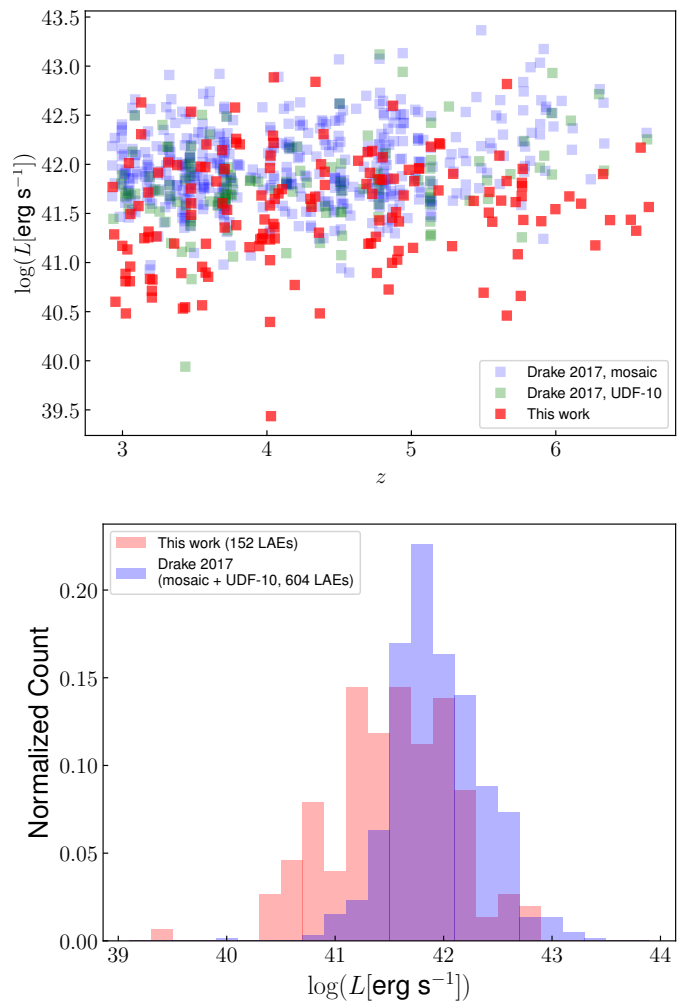 43.5
43.0
42.5
42.0
41.5
41.0
40.5
40.0
39.5
log(L[erg s⁻¹])
Drake 2017, mosaic
Drake 2017, UDF-10
This work
3 4 5 6
z
This work (152 LAEs)
Drake 2017
(mosaic + UDF-10, 604 LAEs)
0.20
0.15
0.10
0.05
0.00
Normalized Count
39 40 41 42 43 44
log(L[erg s⁻¹])